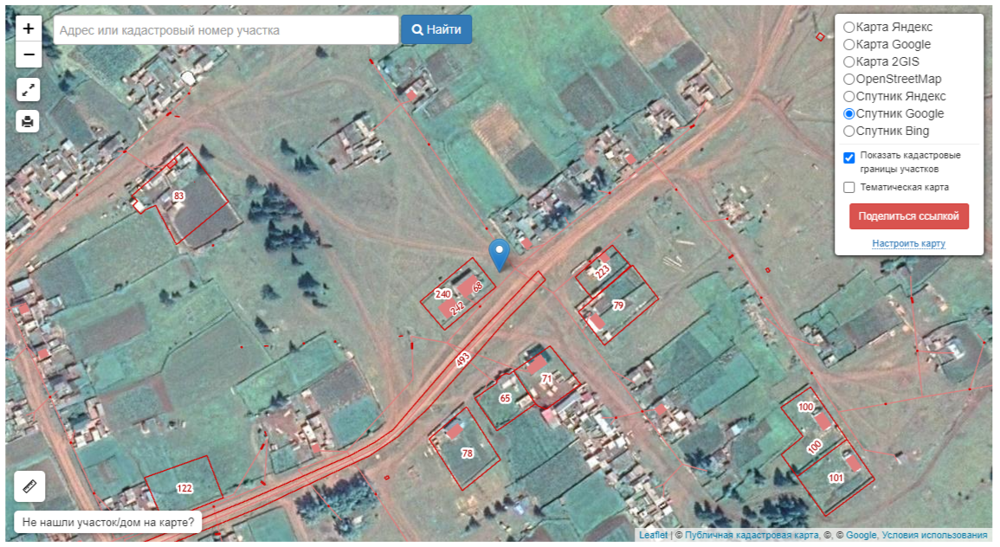 +
Адрес или кадастровый номер участка
Найти
−
Карта Яндекс
Карта Google
Карта 2GIS
OpenStreetMap
Спутник Яндекс
Спутник Google
Спутник Bing
Показать кадастровые
границы участков
Тематическая карта
Поделиться ссылкой
Настроить карту
83
223
68
240
242
79
493
71
65
100
78
100
101
122
Не нашли участок/дом на карте?
Leaflet | © Публичная кадастровая карта, ©, © Google, Условия использования